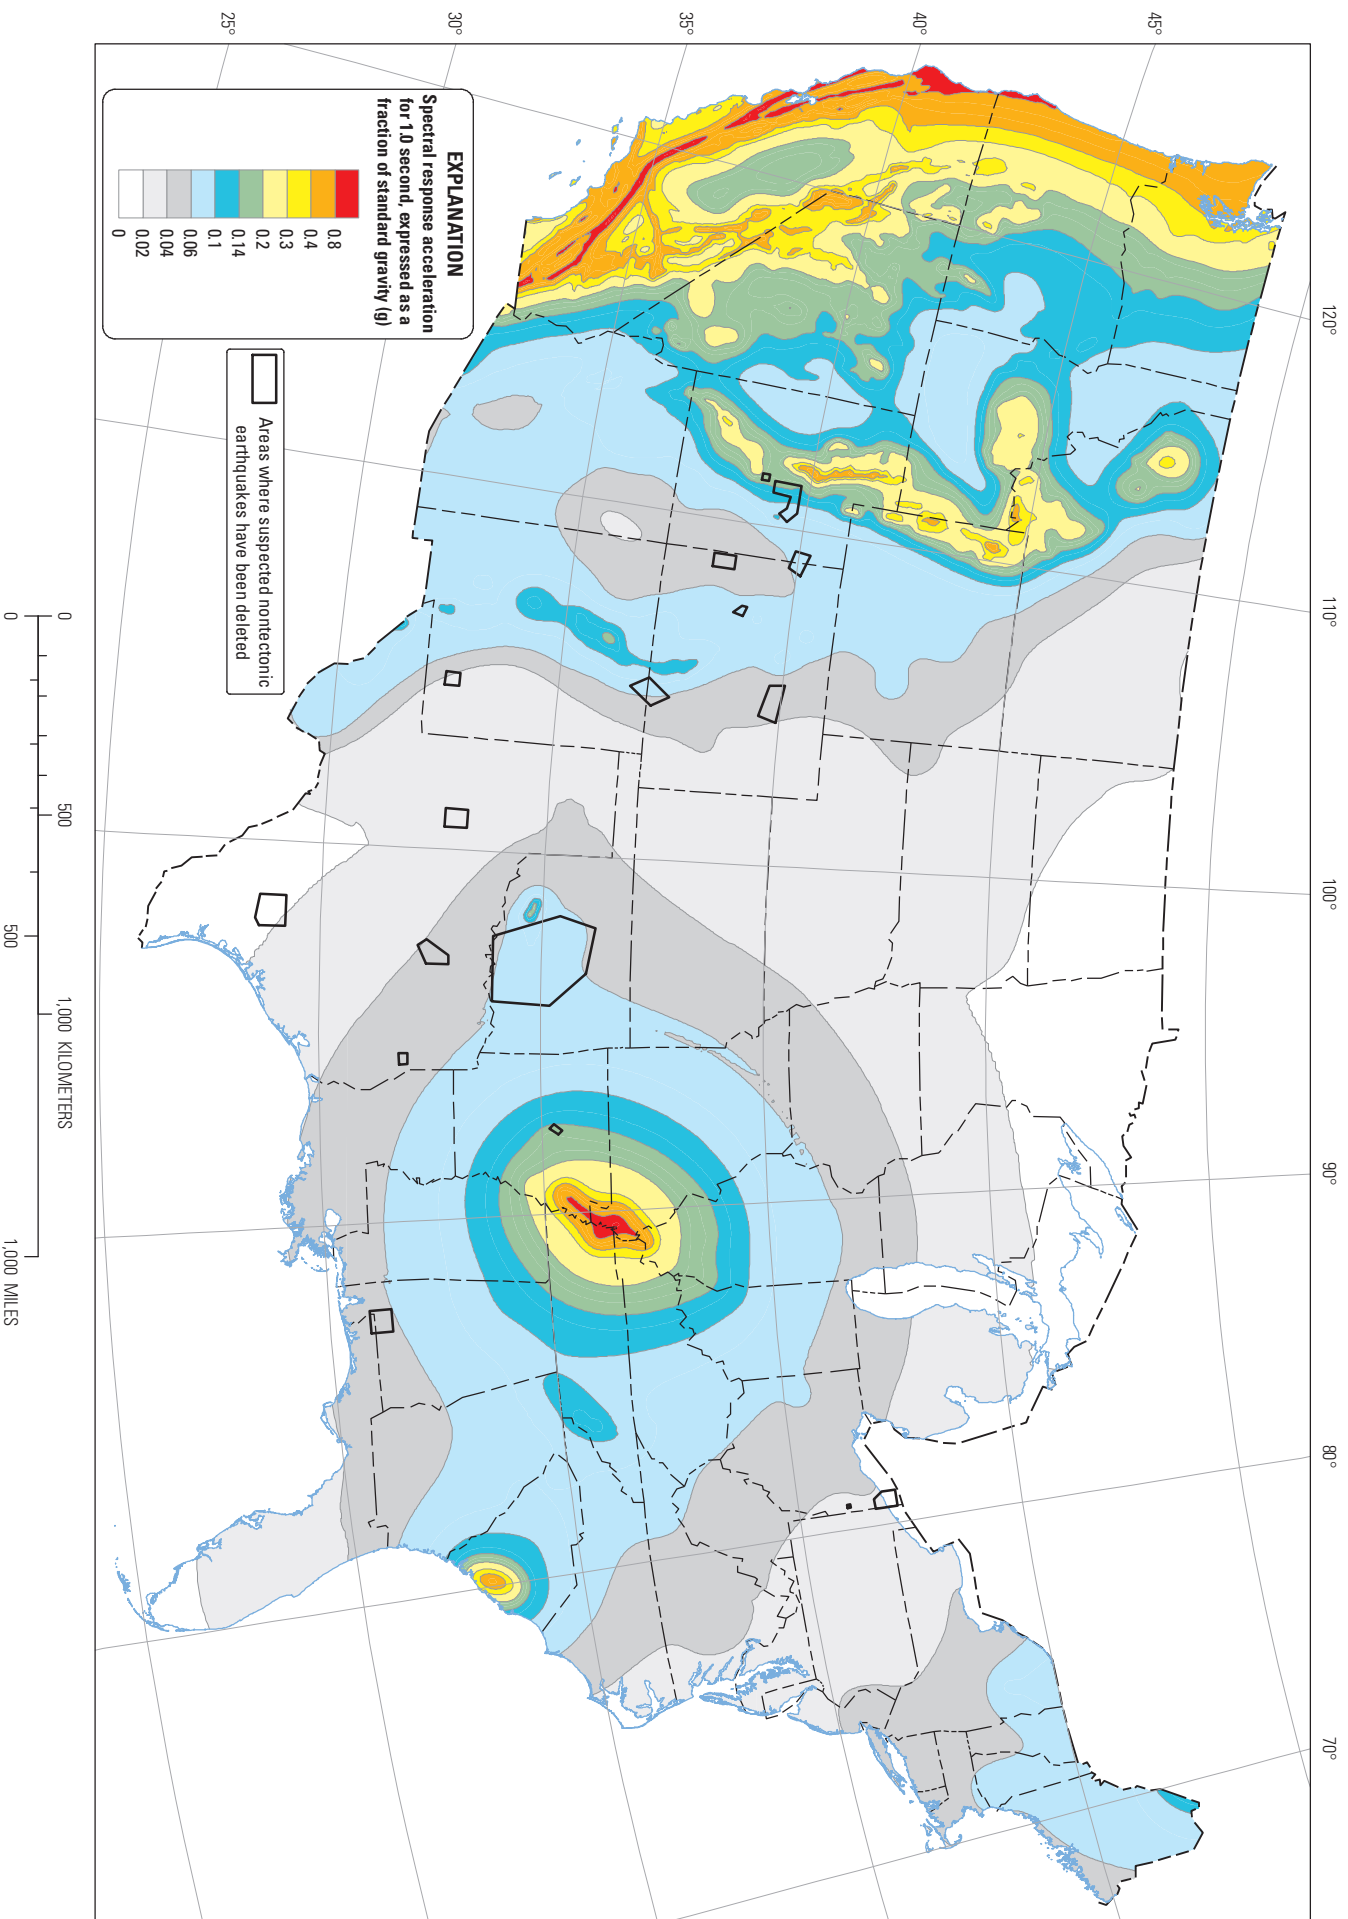 EXPLANATION
Spectral response acceleration
for 1.0 second, expressed as a
fraction of standard gravity (g)
0.8
0.4
0.3
0.2
0.14
0.1
0.06
0.04
0.02
0
Areas where suspected nontectonic
earthquakes have been deleted
120°
110°
100°
90°
80°
70°
45°
40°
35°
30°
25°
0 500 1,000 KILOMETERS
0 500 1,000 MILES